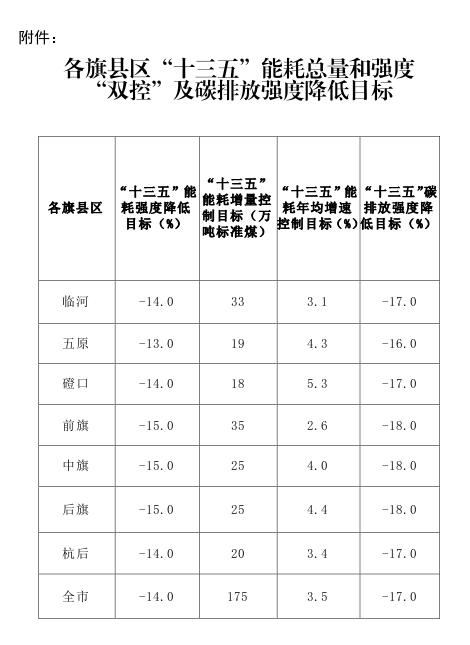 附件：
各旗县区“十三五”能耗总量和强度
“双控”及碳排放强度降低目标
各旗县区
“十三五”能
耗强度降低
目标（%）
“十三五”
能耗增量控
制目标（万
吨标准煤）
“十三五”能
耗年均增速
控制目标（%）
“十三五”碳
排放强度降
低目标（%）
临河 -14.0 33 3.1 -17.0
五原 -13.0 19 4.3 -16.0
磴口 -14.0 18 5.3 -17.0
前旗 -15.0 35 2.6 -18.0
中旗 -15.0 25 4.0 -18.0
后旗 -15.0 25 4.4 -18.0
杭后 -14.0 20 3.4 -17.0
全市 -14.0 175 3.5 -17.0